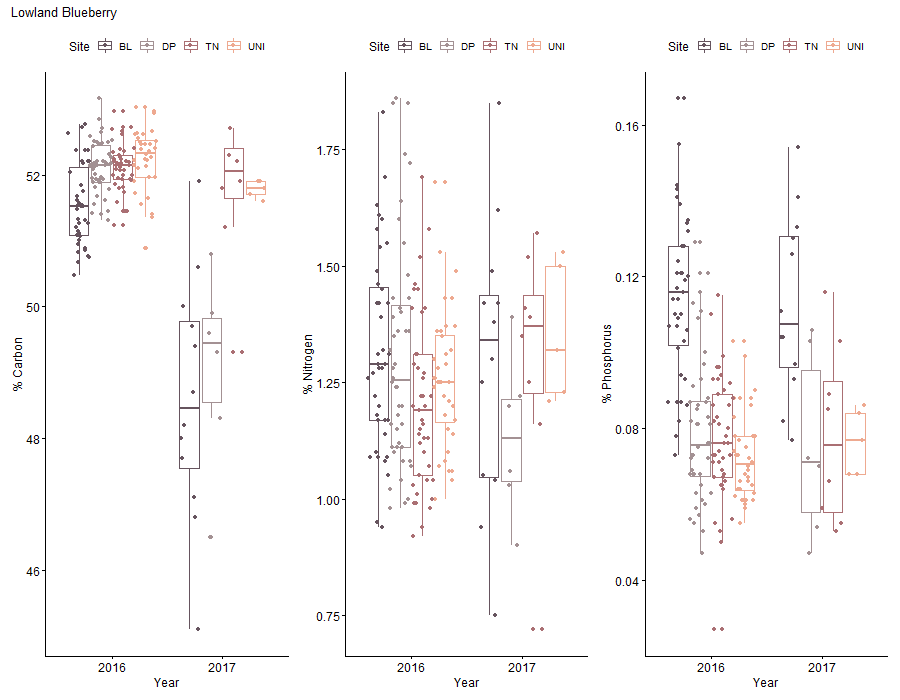 Lowland Blueberry
Site BL DP TN UNI
% Carbon
52
50
48
46
2016 2017
Year
Site BL DP TN UNI
% Nitrogen
1.75
1.50
1.25
1.00
0.75
2016 2017
Year
Site BL DP TN UNI
% Phosphorus
0.16
0.12
0.08
0.04
2016 2017
Year